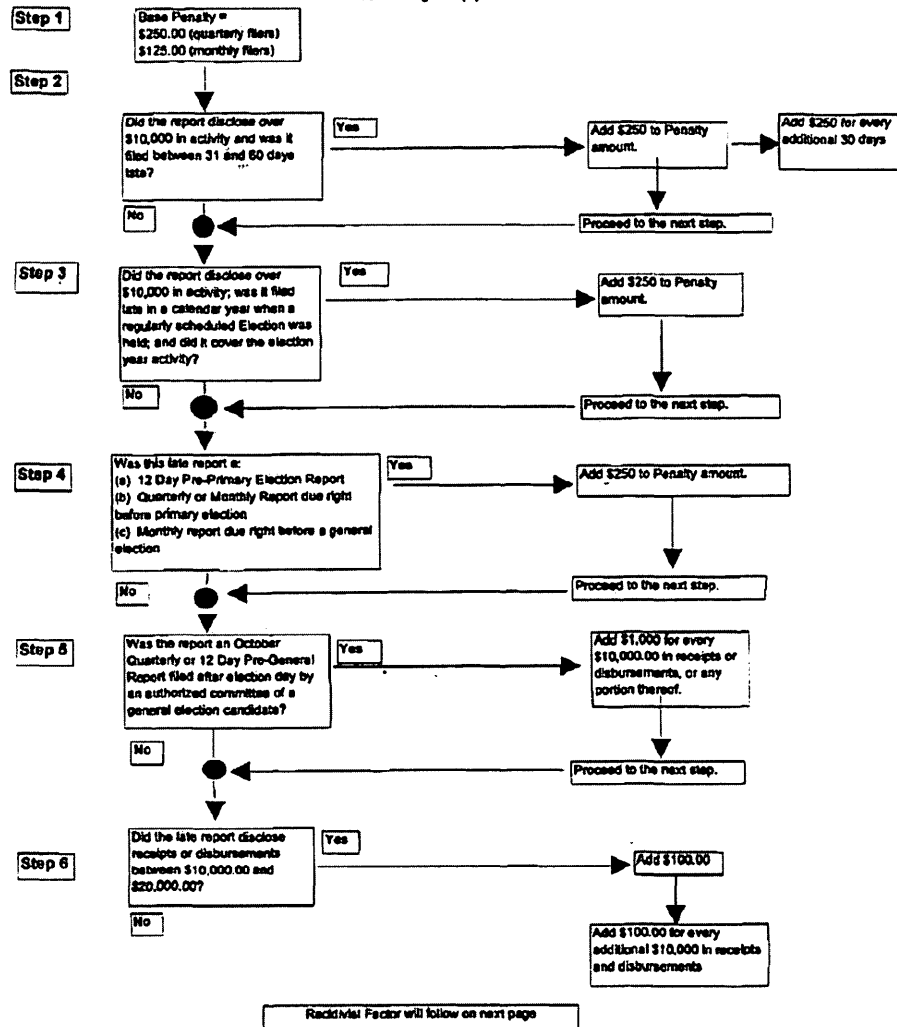 Step 1
Base Penalty =
$250.00 (quarterly filers)
$125.00 (monthly filers)
Step 2
Did the report disclose over
$10,000 in activity and was it
filed between 31 and 60 days
late?
Yes
Add $250 to Penalty
amount.
Add $250 for every
additional 30 days
No
Proceed to the next step.
Step 3
Did the report disclose over
$10,000 in activity; was it filed
late in a calendar year when a
regularly scheduled Election was
held; and did it cover the election
year activity?
Yes
Add $250 to Penalty
amount.
No
Proceed to the next step.
Step 4
Was this late report a:
(a) 12 Day Pre-Primary Election Report
(b) Quarterly or Monthly Report due right
before primary election
(c) Monthly report due right before a general
election
Yes
Add $250 to Penalty amount.
No
Proceed to the next step.
Step 5
Was the report an October
Quarterly or 12 Day Pre-General
Report filed after election day by
an authorized committee of a
general election candidate?
Yes
Add $1,000 for every
$10,000.00 in receipts or
disbursements, or any
portion thereof.
No
Proceed to the next step.
Step 6
Did the late report disclose
receipts or disbursements
between $10,000.00 and
$20,000.00?
Yes
Add $100.00
No
Add $100.00 for every
additional $10,000 in receipts
and disbursements
Recidivist Factor will follow on next page